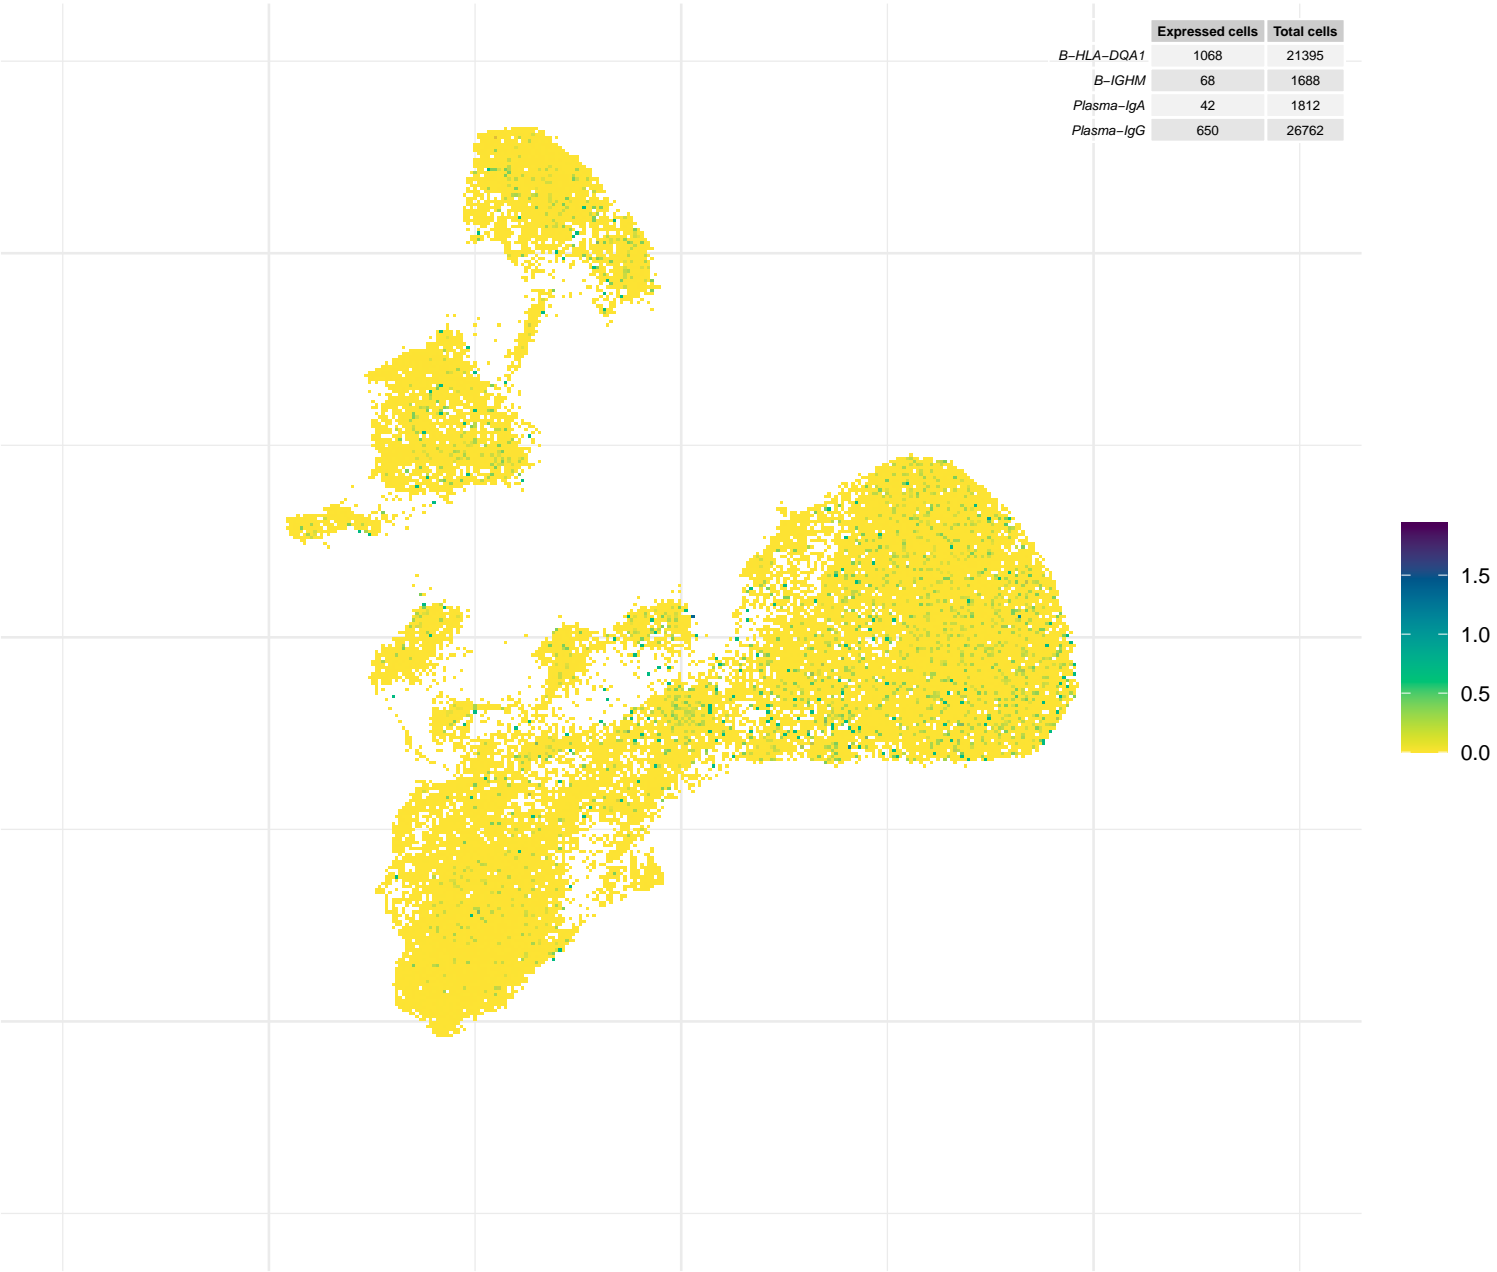 Expressed cells Total cells
B−HLA−DQA1 1068 21395
B−IGHM 68 1688
Plasma−IgA 42 1812
Plasma−IgG 650 26762
1.5
1.0
0.5
0.0